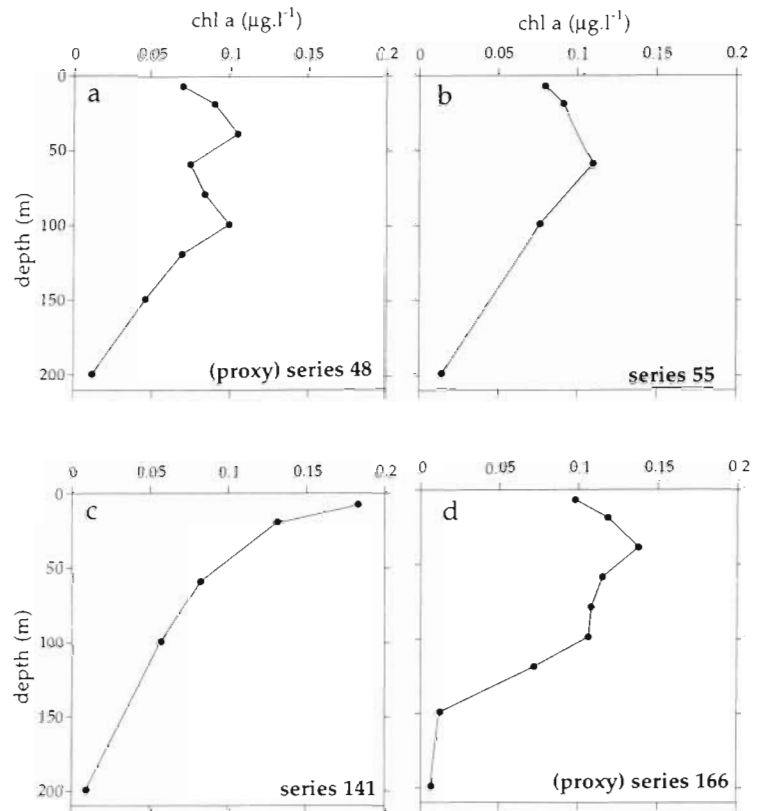 chl a (µg.l⁻¹) chl a (µg.l⁻¹)
0 0.05 0.1 0.15 0.2 0 0.05 0.1 0.15 0.2
0
a b
50
100
depth (m)
150
200
(proxy) series 48 series 55
0 0.05 0.1 0.15 0.2 0 0.05 0.1 0.15 0.2
0
c d
50
100
depth (m)
150
200
series 141 (proxy) series 166